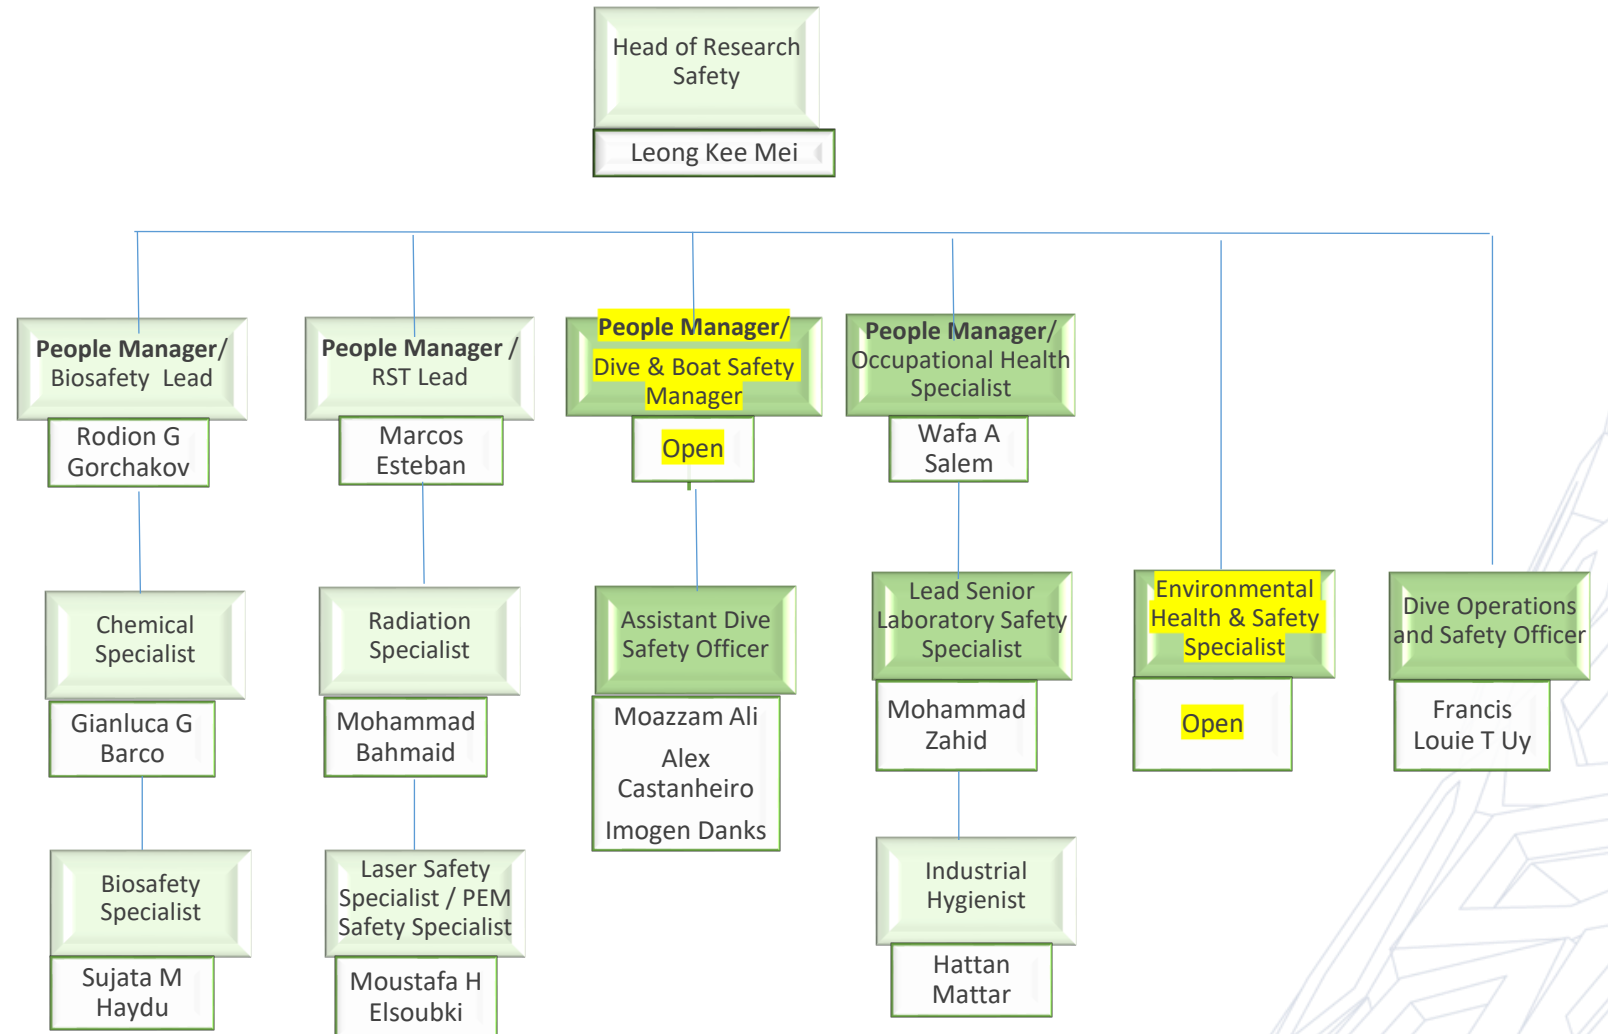 Head of Research
Safety
Leong Kee Mei
People Manager/
Biosafety Lead
Rodion G
Gorchakov
People Manager /
RST Lead
Marcos
Esteban
People Manager/
Dive & Boat Safety
Manager
Open
People Manager/
Occupational Health
Specialist
Wafa A
Salem
Chemical
Specialist
Gianluca G
Barco
Radiation
Specialist
Mohammad
Bahmaid
Assistant Dive
Safety Officer
Moazzam Ali
Alex
Castanheiro
Imogen Danks
Lead Senior
Laboratory Safety
Specialist
Mohammad
Zahid
Environmental
Health & Safety
Specialist
Open
Dive Operations
and Safety Officer
Francis
Louie T Uy
Biosafety
Specialist
Sujata M
Haydu
Laser Safety
Specialist / PEM
Safety Specialist
Moustafa H
Elsoubki
Industrial
Hygienist
Hattan
Mattar